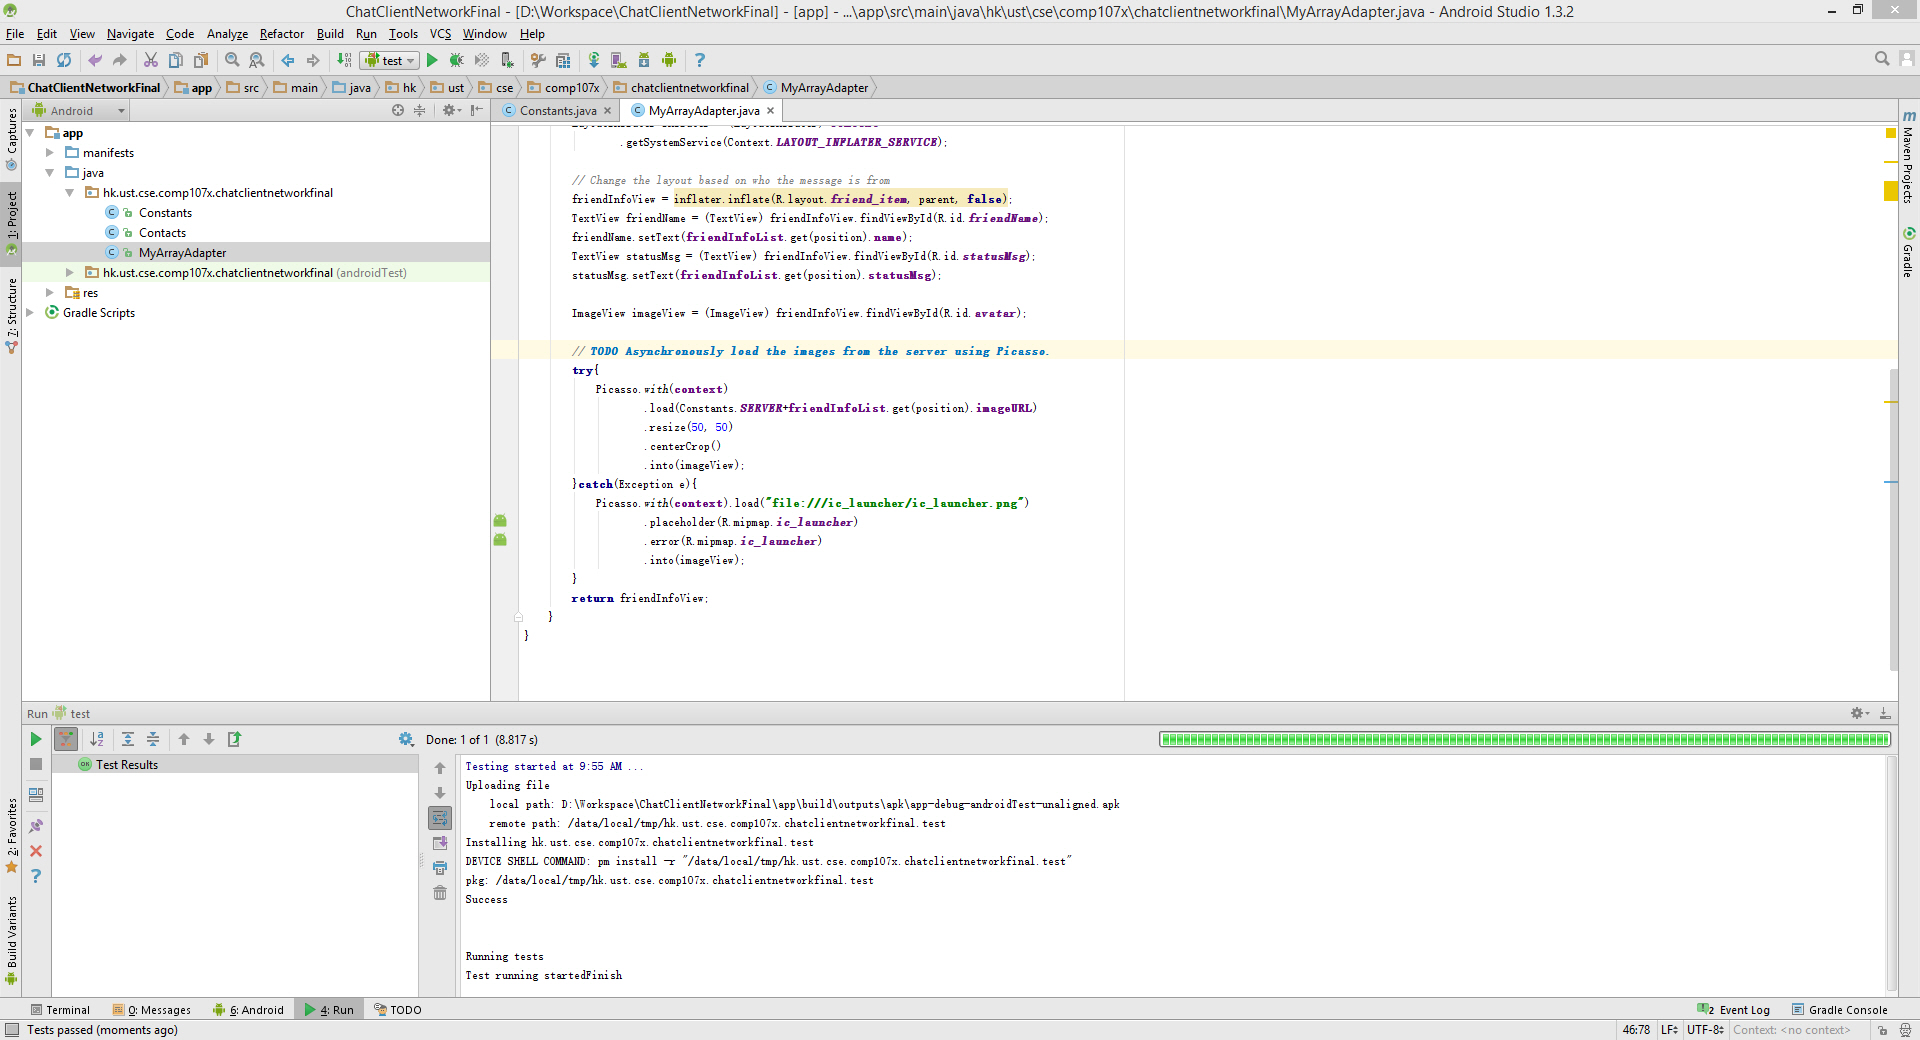 ChatClientNetworkFinal - [D:\Workspace\ChatClientNetworkFinal] - [app] - ...\app\src\main\java\hk\ust\cse\comp107x\chatclientnetworkfinal\MyArrayAdapter.java - Android Studio 1.3.2
File Edit View Navigate Code Analyze Refactor Build Run Tools VCS Window Help
test
ChatClientNetworkFinal app src main java hk ust cse comp107x chatclientnetworkfinal MyArrayAdapter
Android
Constants.java MyArrayAdapter.java
Captures
1: Project
7: Structure
2: Favorites
Build Variants
app
manifests
java
hk.ust.cse.comp107x.chatclientnetworkfinal
Constants
Contacts
MyArrayAdapter
hk.ust.cse.comp107x.chatclientnetworkfinal (androidTest)
res
Gradle Scripts
.getSystemService(Context.LAYOUT_INFLATER_SERVICE);
// Change the layout based on who the message is from
friendInfoView = inflater.inflate(R.layout.friend_item, parent, false);
TextView friendName = (TextView) friendInfoView.findViewById(R.id.friendName);
friendName.setText(friendInfoList.get(position).name);
TextView statusMsg = (TextView) friendInfoView.findViewById(R.id.statusMsg);
statusMsg.setText(friendInfoList.get(position).statusMsg);
ImageView imageView = (ImageView) friendInfoView.findViewById(R.id.avatar);
// TODO Asynchronously load the images from the server using Picasso.
try{
Picasso.with(context)
.load(Constants.SERVER+friendInfoList.get(position).imageURL)
.resize(50, 50)
.centerCrop()
.into(imageView);
}catch(Exception e){
Picasso.with(context).load("file:///ic_launcher/ic_launcher.png")
.placeholder(R.mipmap.ic_launcher)
.error(R.mipmap.ic_launcher)
.into(imageView);
}
return friendInfoView;
}
}
Maven Projects
Gradle
Run test
Done: 1 of 1 (8.817 s)
Test Results
Testing started at 9:55 AM ...
Uploading file
local path: D:\Workspace\ChatClientNetworkFinal\app\build\outputs\apk\app-debug-androidTest-unaligned.apk
remote path: /data/local/tmp/hk.ust.cse.comp107x.chatclientnetworkfinal.test
Installing hk.ust.cse.comp107x.chatclientnetworkfinal.test
DEVICE SHELL COMMAND: pm install -r "/data/local/tmp/hk.ust.cse.comp107x.chatclientnetworkfinal.test"
pkg: /data/local/tmp/hk.ust.cse.comp107x.chatclientnetworkfinal.test
Success
Running tests
Test running startedFinish
Terminal 0: Messages 6: Android 4: Run TODO 2 Event Log Gradle Console
Tests passed (moments ago) 46:78 LF UTF-8 Context: <no context>